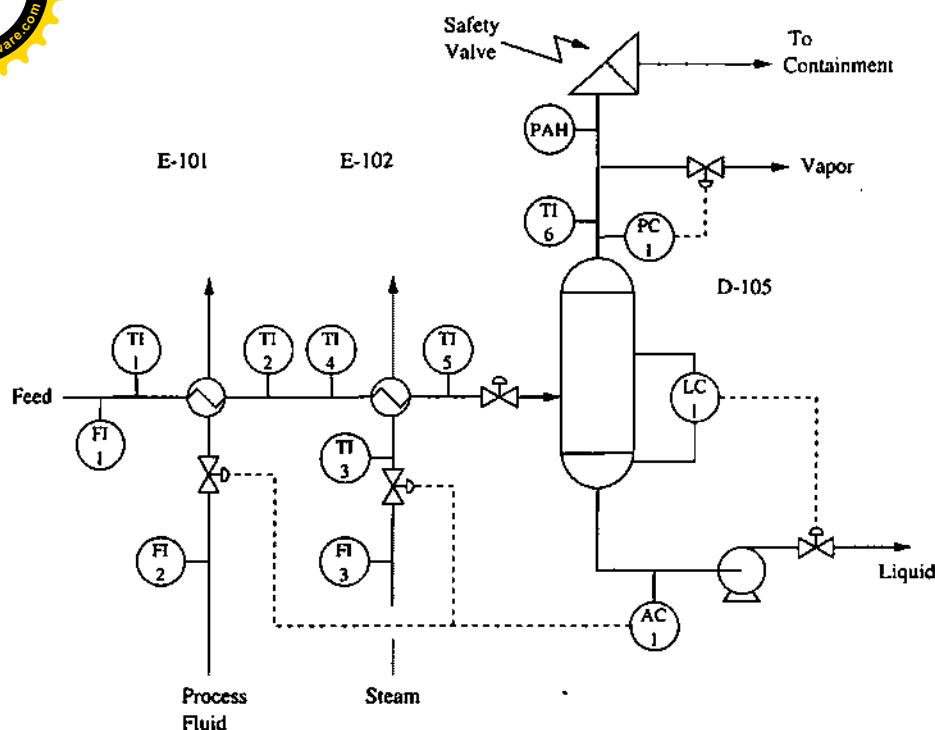 ware.com
Safety
Valve
To
Containment
PAH
E-101
E-102
Vapor
TI
6
PC
1
D-105
TI
1
TI
2
TI
4
TI
5
Feed
LC
1
FI
1
TI
3
FI
2
FI
3
Liquid
AC
1
Process
Fluid
Steam